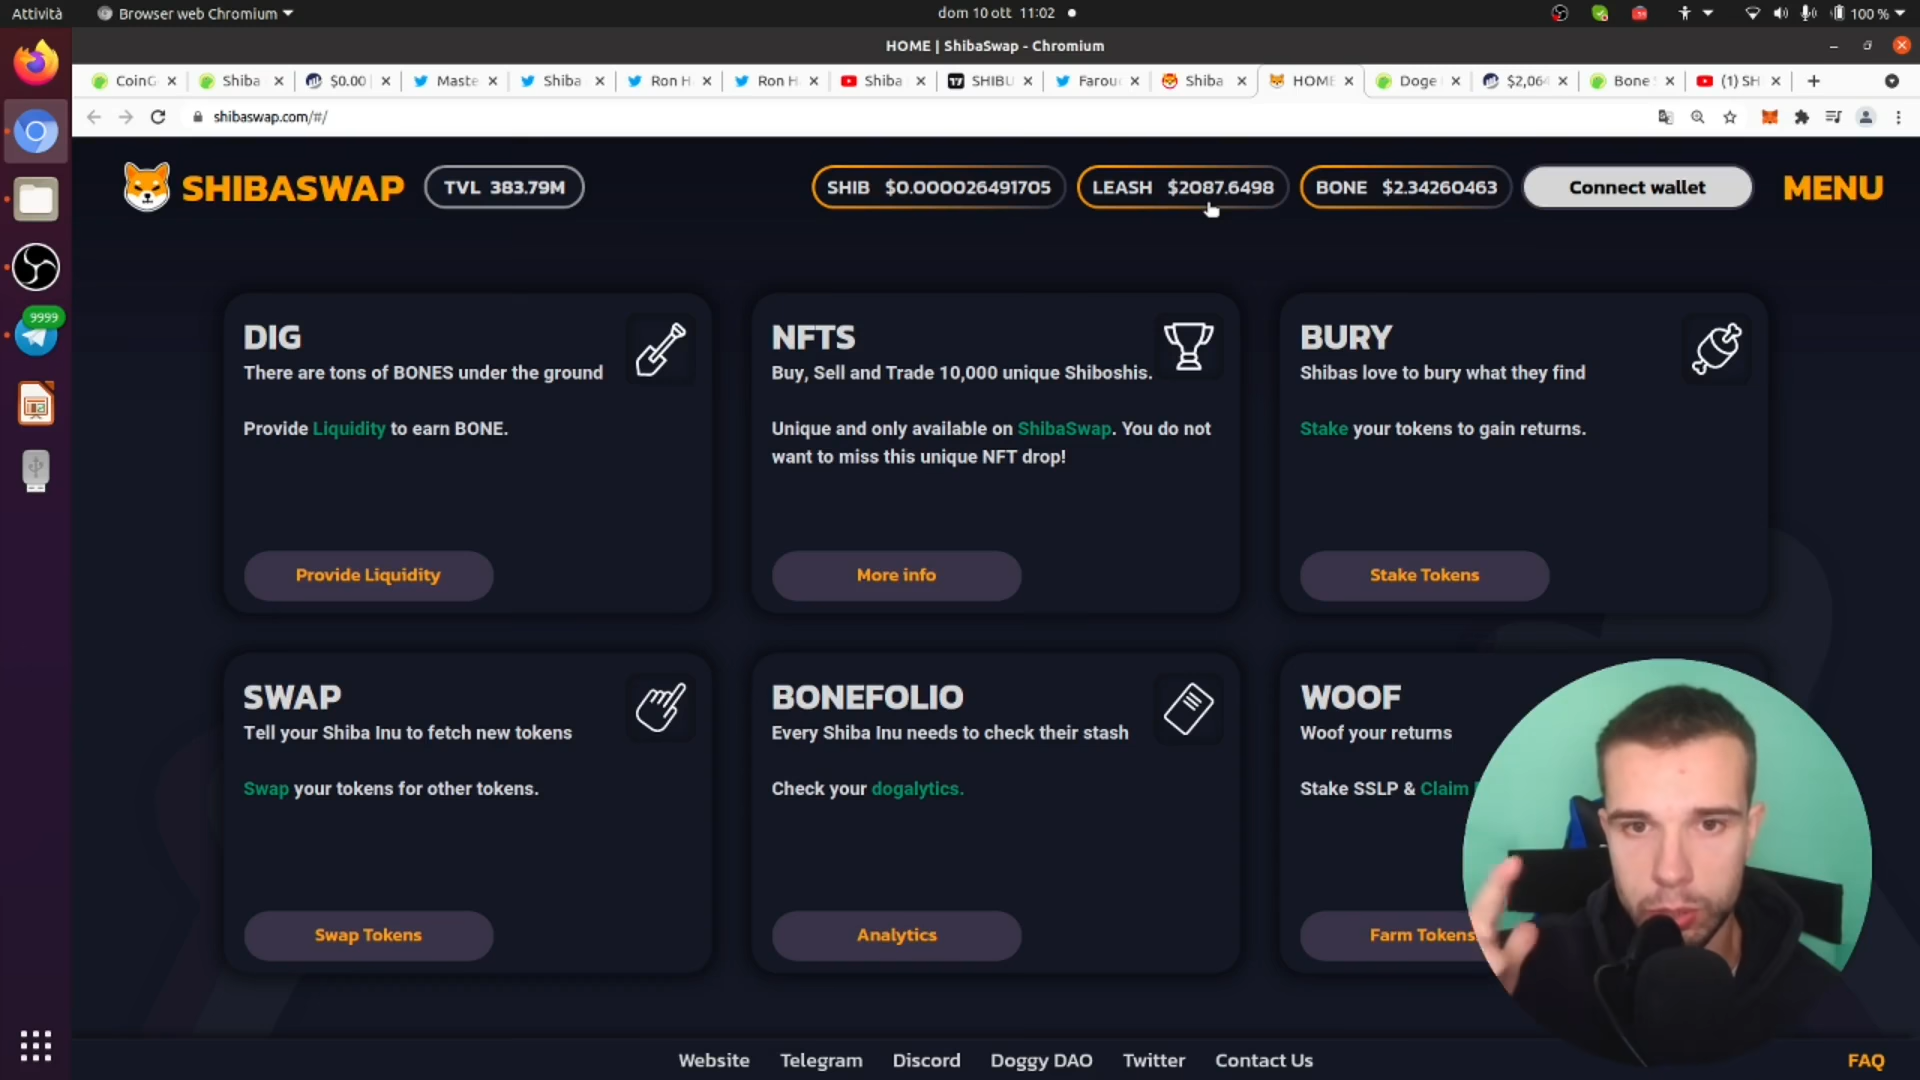 Attività Browser web Chromium dom 10 ott 11:02 100 %
HOME | ShibaSwap - Chromium
CoinG Shiba $0.00 Maste Shiba Ron H Ron H Shiba SHIBU Farou Shiba HOME Doge $2,06 Bone (1) SH
shibaswap.com/#/
SHIBASWAP TVL 383.79M SHIB $0.000026491705 LEASH $2087.6498 BONE $2.34260463 Connect wallet MENU
9999
DIG
There are tons of BONES under the ground
Provide Liquidity to earn BONE.
Provide Liquidity
NFTS
Buy, Sell and Trade 10,000 unique Shiboshis.
Unique and only available on ShibaSwap. You do not
want to miss this unique NFT drop!
More info
BURY
Shibas love to bury what they find
Stake your tokens to gain returns.
Stake Tokens
SWAP
Tell your Shiba Inu to fetch new tokens
Swap your tokens for other tokens.
Swap Tokens
BONEFOLIO
Every Shiba Inu needs to check their stash
Check your dogalytics.
Analytics
WOOF
Woof your returns
Stake SSLP & Claim
Farm Tokens
Website Telegram Discord Doggy DAO Twitter Contact Us FAQ